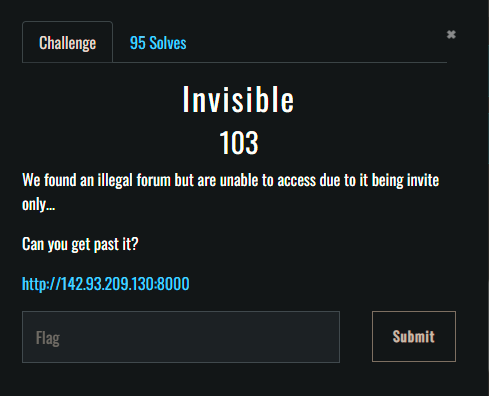 Challenge
95 Solves
×
Invisible
103
We found an illegal forum but are unable to access due to it being invite
only...
Can you get past it?
http://142.93.209.130:8000
Flag
Submit